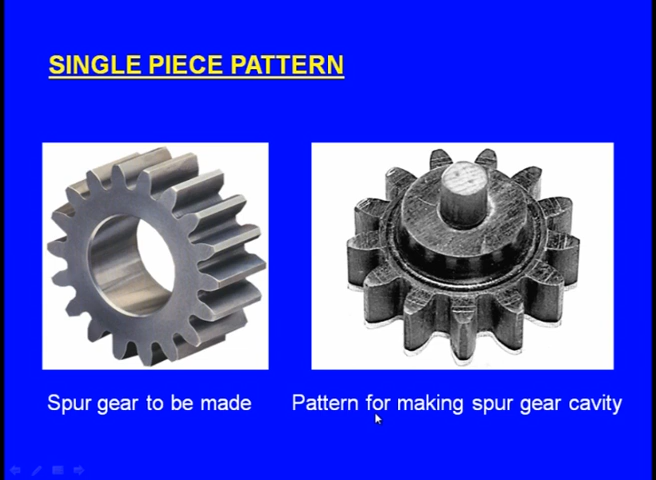 SINGLE PIECE PATTERN
Spur gear to be made
Pattern for making spur gear cavity